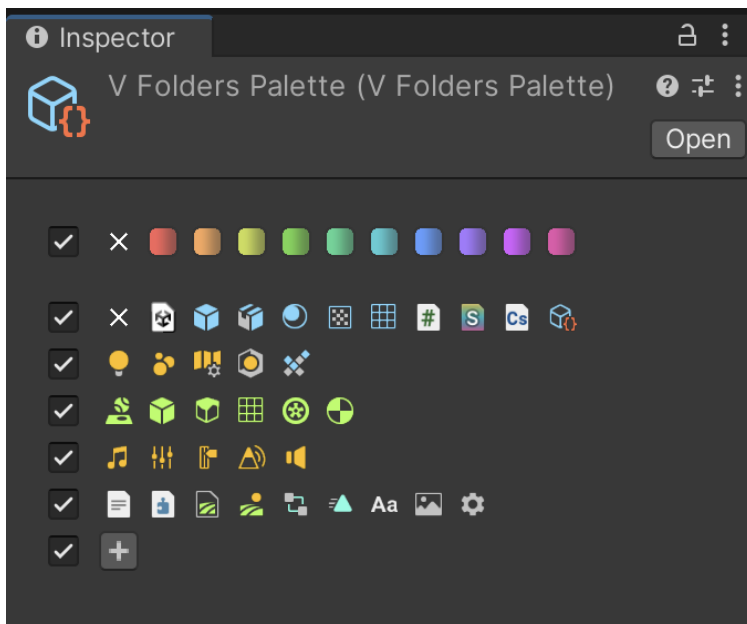 Inspector
V Folders Palette (V Folders Palette)
Open
# S Cs
Aa